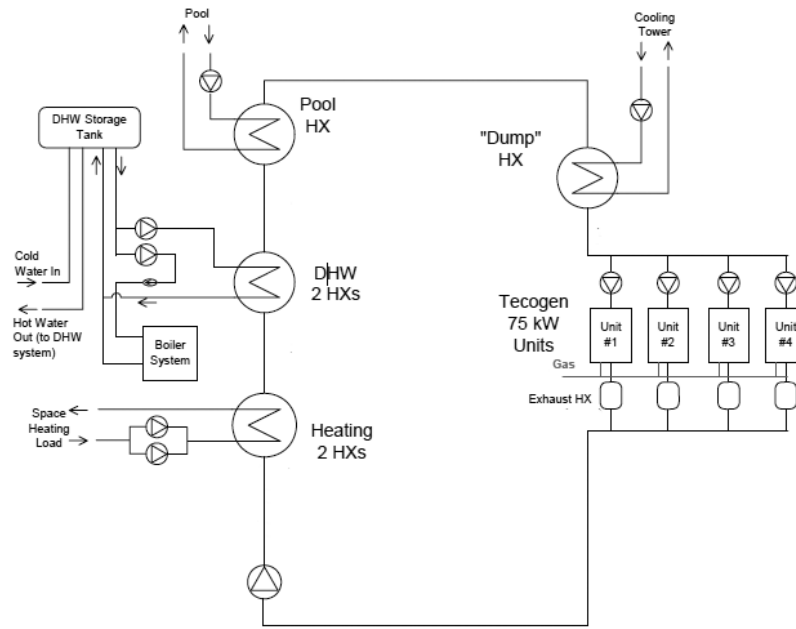 Pool
Cooling
Tower
Pool
HX
DHW Storage
Tank
"Dump"
HX
Cold
Water In
DHW
2 HXs
Hot Water
Out (to DHW
system)
Boiler
System
Tecogen
75 kW
Units
Unit
#1
Unit
#2
Unit
#3
Unit
#4
Gas
Exhaust HX
Space
Heating
Load
Heating
2 HXs